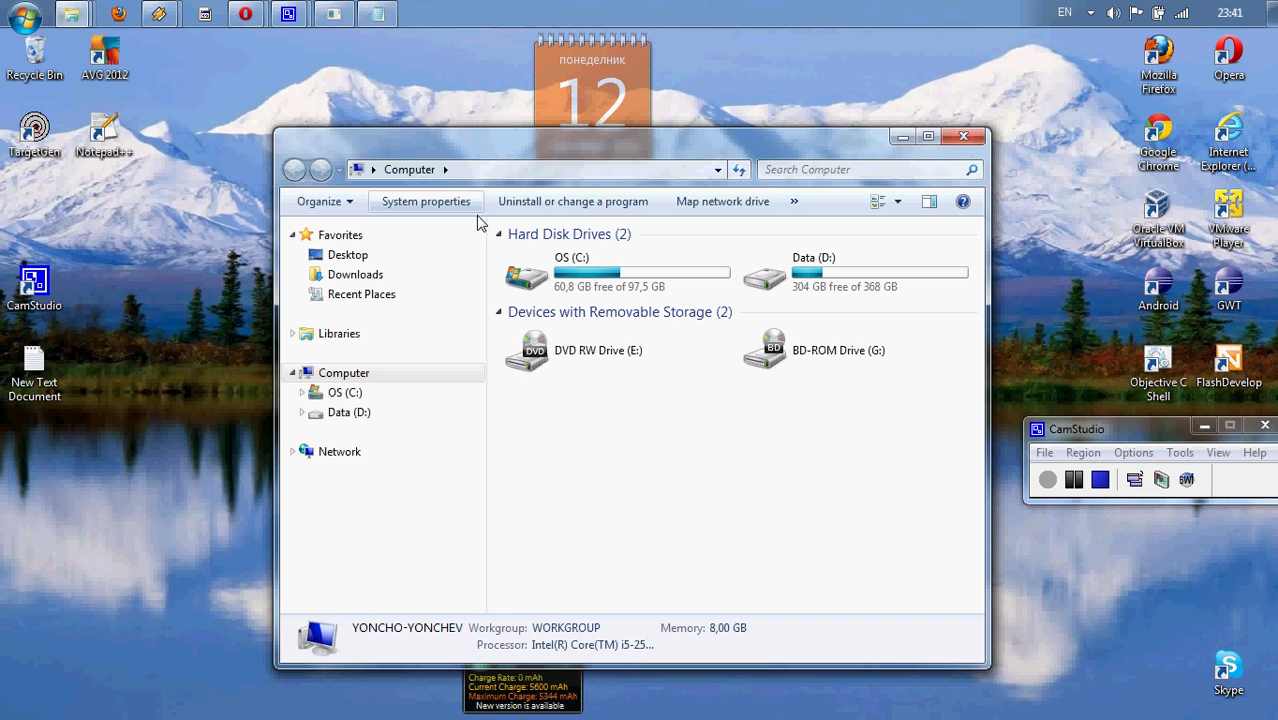 EN
23:41
Recycle Bin
AVG 2012
TargetGen
Notepad++
CamStudio
New Text
Document
понеделник
12
Computer
Search Computer
Organize
System properties
Uninstall or change a program
Map network drive
»
Favorites
Desktop
Downloads
Recent Places
Libraries
Computer
OS (C:)
Data (D:)
Network
Hard Disk Drives (2)
OS (C:)
60,8 GB free of 97,5 GB
Data (D:)
304 GB free of 368 GB
Devices with Removable Storage (2)
DVD
DVD RW Drive (E:)
BD
BD-ROM Drive (G:)
YONCHO-YONCHEV
Workgroup: WORKGROUP
Memory: 8,00 GB
Processor: Intel(R) Core(TM) i5-25...
Charge Rate: 0 mAh
Current Charge: 5600 mAh
Maximum Charge: 5344 mAh
New version is available
Mozilla
Firefox
Opera
Google
Chrome
Internet
Explorer (...
Oracle VM
VirtualBox
VMware
Player
Android
GWT
Objective C
Shell
FlashDevelop
CamStudio
File Region Options Tools View Help
SWF
Skype